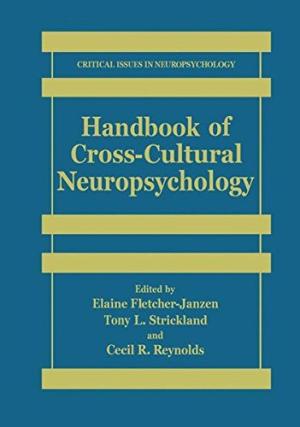 CRITICAL ISSUES IN NEUROPSYCHOLOGY
Handbook of
Cross-Cultural
Neuropsychology
Edited by
Elaine Fletcher-Janzen
Tony L. Strickland
and
Cecil R. Reynolds